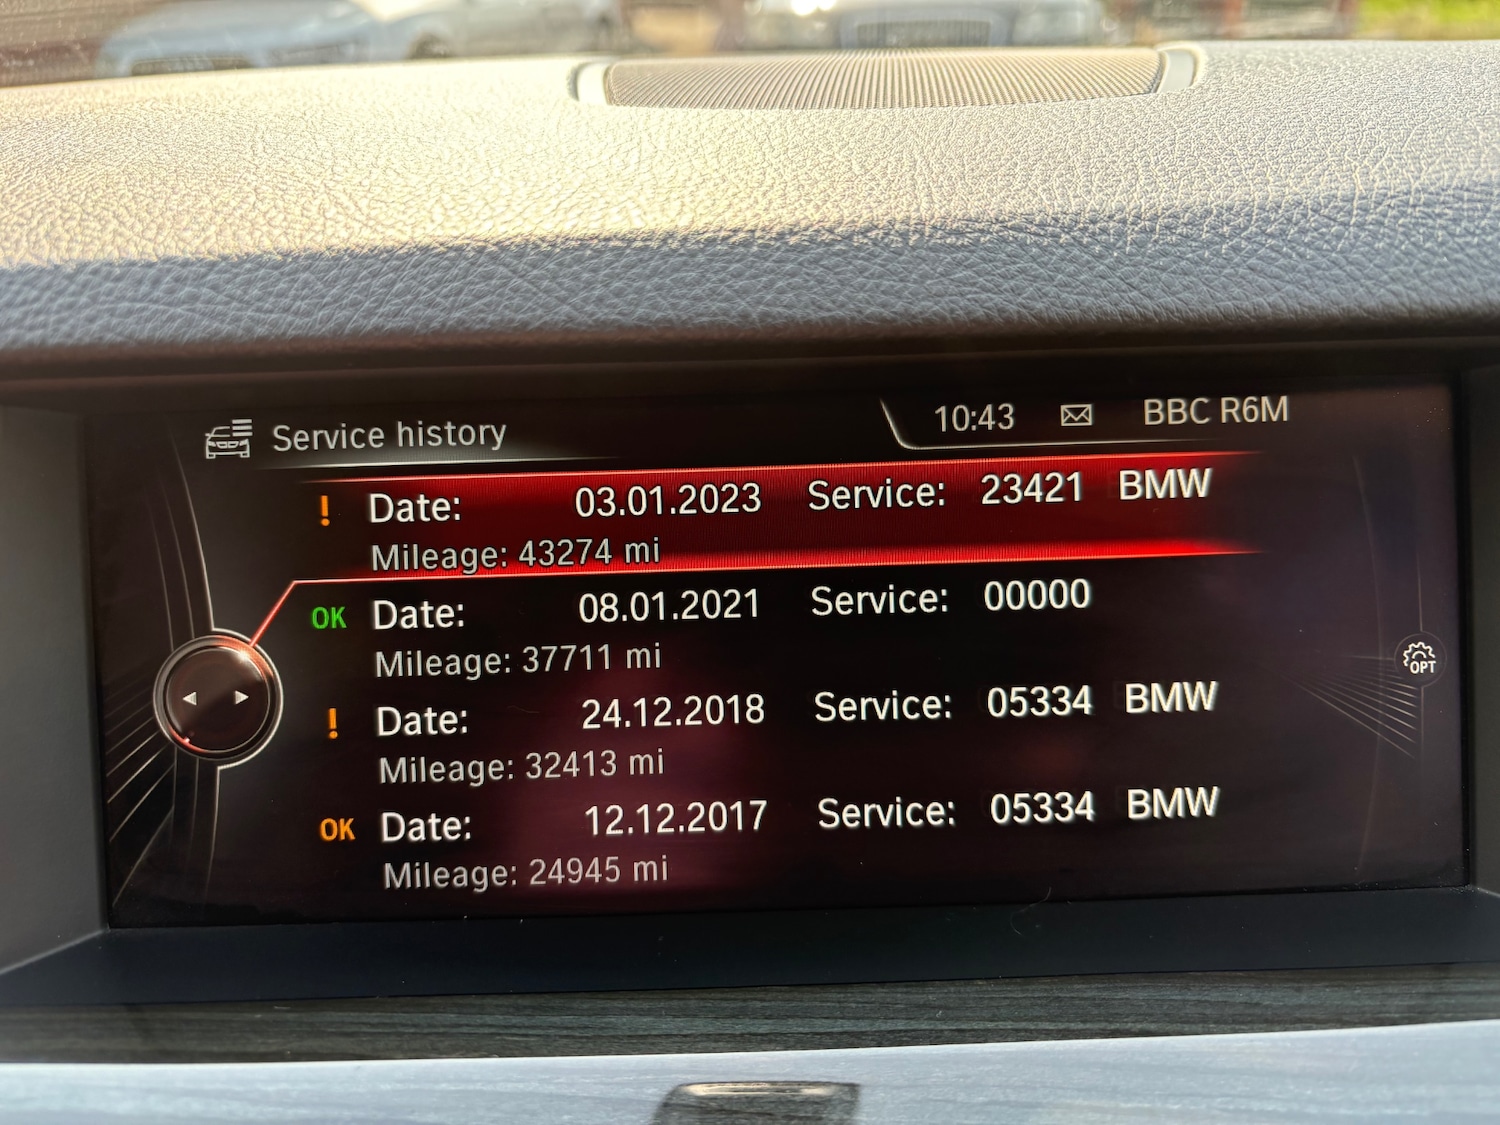 Service history 10:43 BBC R6M
! Date: 03.01.2023 Service: 23421 BMW
Mileage: 43274 mi
OK Date: 08.01.2021 Service: 00000
Mileage: 37711 mi
! Date: 24.12.2018 Service: 05334 BMW
Mileage: 32413 mi
OK Date: 12.12.2017 Service: 05334 BMW
Mileage: 24945 mi
OPT